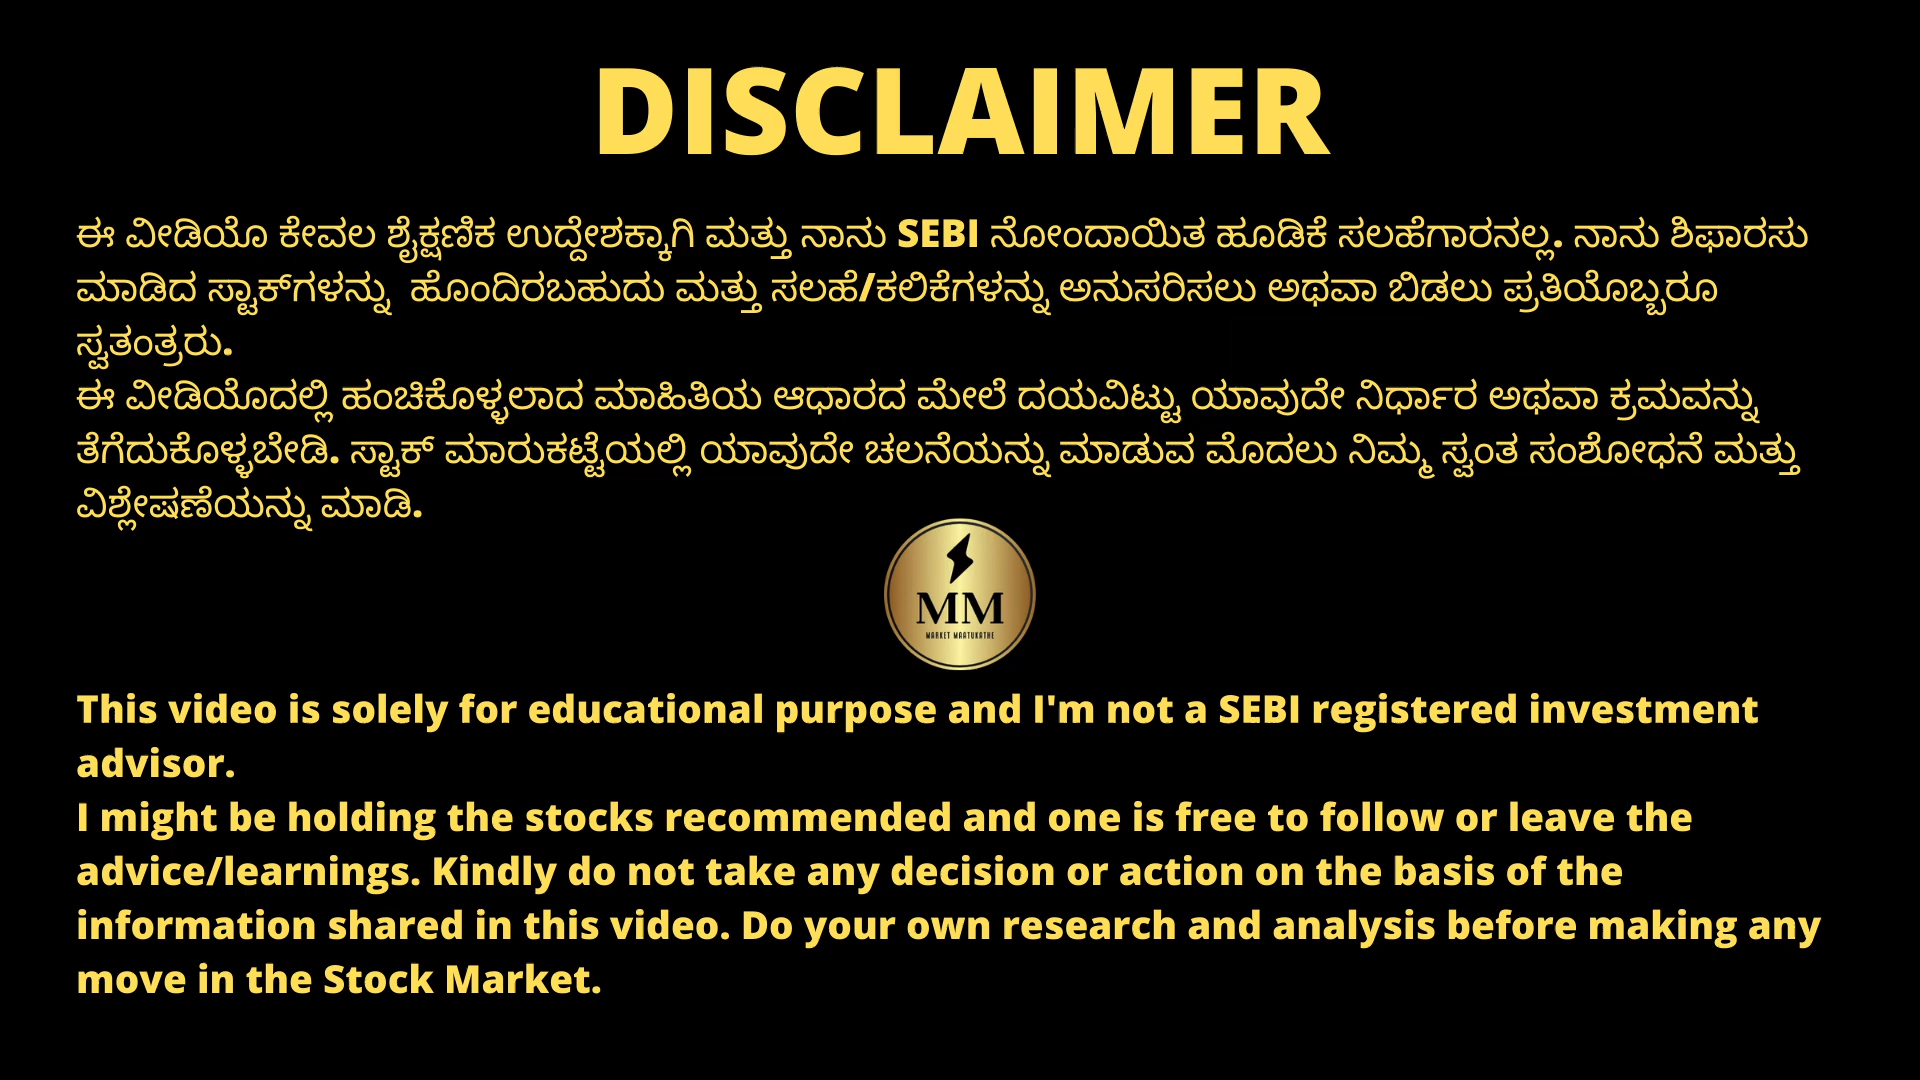 DISCLAIMER
ಈ ವೀಡಿಯೊ ಕೇವಲ ಶೈಕ್ಷಣಿಕ ಉದ್ದೇಶಕ್ಕಾಗಿ ಮತ್ತು ನಾನು SEBI ನೋಂದಾಯಿತ ಹೂಡಿಕೆ ಸಲಹೆಗಾರನಲ್ಲ. ನಾನು ಶಿಫಾರಸು
ಮಾಡಿದ ಸ್ಟಾಕ್‌ಗಳನ್ನು ಹೊಂದಿರಬಹುದು ಮತ್ತು ಸಲಹೆ/ಕಲಿಕೆಗಳನ್ನು ಅನುಸರಿಸಲು ಅಥವಾ ಬಿಡಲು ಪ್ರತಿಯೊಬ್ಬರೂ
ಸ್ವತಂತ್ರರು.
ಈ ವೀಡಿಯೊದಲ್ಲಿ ಹಂಚಿಕೊಳ್ಳಲಾದ ಮಾಹಿತಿಯ ಆಧಾರದ ಮೇಲೆ ದಯವಿಟ್ಟು ಯಾವುದೇ ನಿರ್ಧಾರ ಅಥವಾ ಕ್ರಮವನ್ನು
ತೆಗೆದುಕೊಳ್ಳಬೇಡಿ. ಸ್ಟಾಕ್ ಮಾರುಕಟ್ಟೆಯಲ್ಲಿ ಯಾವುದೇ ಚಲನೆಯನ್ನು ಮಾಡುವ ಮೊದಲು ನಿಮ್ಮ ಸ್ವಂತ ಸಂಶೋಧನೆ ಮತ್ತು
ವಿಶ್ಲೇಷಣೆಯನ್ನು ಮಾಡಿ.
MM
MARKET MAATUKATHE
This video is solely for educational purpose and I'm not a SEBI registered investment
advisor.
I might be holding the stocks recommended and one is free to follow or leave the
advice/learnings. Kindly do not take any decision or action on the basis of the
information shared in this video. Do your own research and analysis before making any
move in the Stock Market.